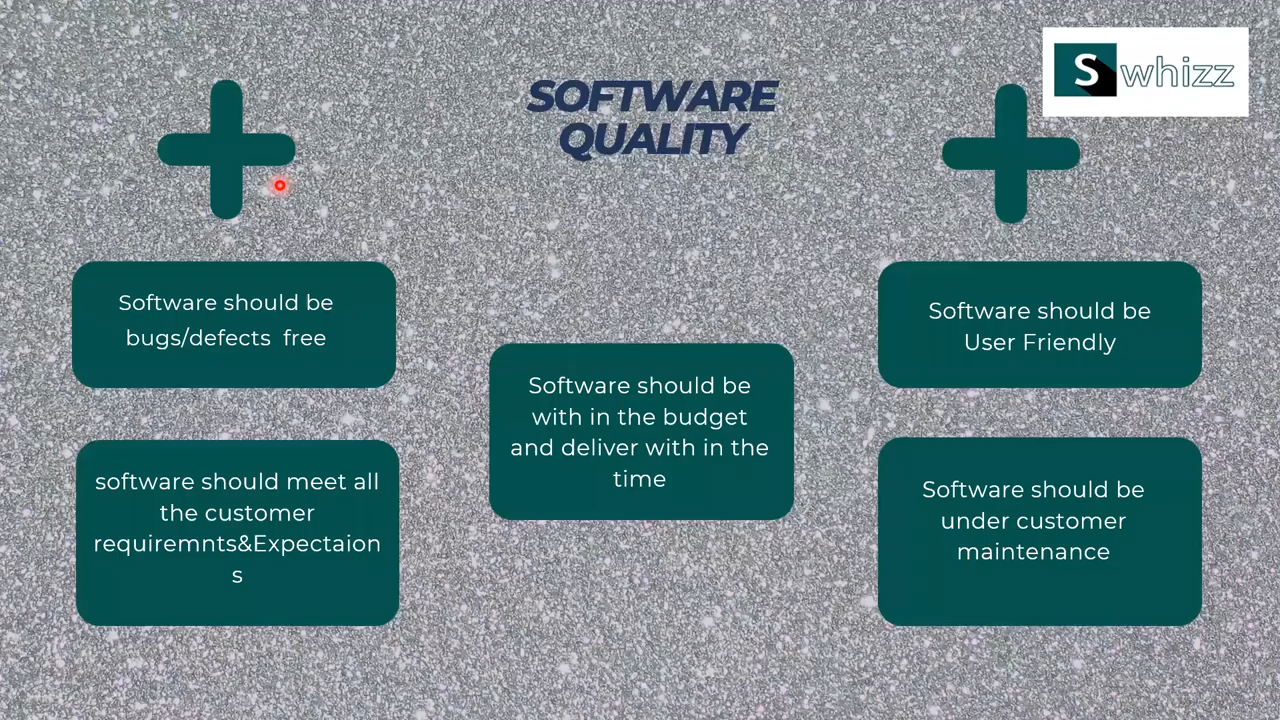 SOFTWARE
QUALITY
S whizz
Software should be
bugs/defects free
software should meet all
the customer
requiremnts&Expectaion
s
Software should be
with in the budget
and deliver with in the
time
Software should be
User Friendly
Software should be
under customer
maintenance